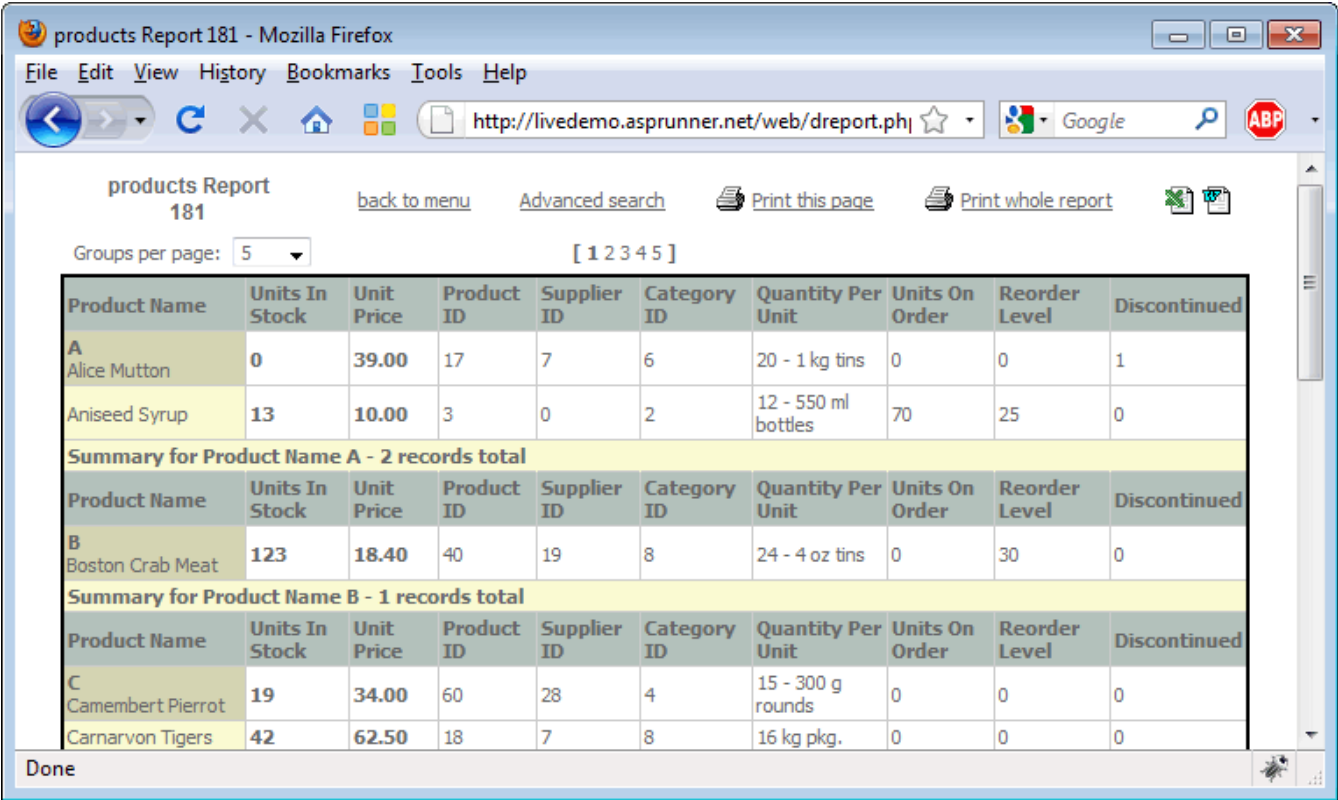 products Report 181 - Mozilla Firefox
File Edit View History Bookmarks Tools Help
http://livedemo.asprunner.net/web/dreport.php Google ABP
products Report
181
back to menu Advanced search Print this page Print whole report
Groups per page: 5 [ 1 2 3 4 5 ]
Product Name Units In Stock Unit Price Product ID Supplier ID Category ID Quantity Per Unit Units On Order Reorder Level Discontinued
A
Alice Mutton 0 39.00 17 7 6 20 - 1 kg tins 0 0 1
Aniseed Syrup 13 10.00 3 0 2 12 - 550 ml bottles 70 25 0
Summary for Product Name A - 2 records total
Product Name Units In Stock Unit Price Product ID Supplier ID Category ID Quantity Per Unit Units On Order Reorder Level Discontinued
B
Boston Crab Meat 123 18.40 40 19 8 24 - 4 oz tins 0 30 0
Summary for Product Name B - 1 records total
Product Name Units In Stock Unit Price Product ID Supplier ID Category ID Quantity Per Unit Units On Order Reorder Level Discontinued
C
Camembert Pierrot 19 34.00 60 28 4 15 - 300 g rounds 0 0 0
Carnarvon Tigers 42 62.50 18 7 8 16 kg pkg. 0 0 0
Done